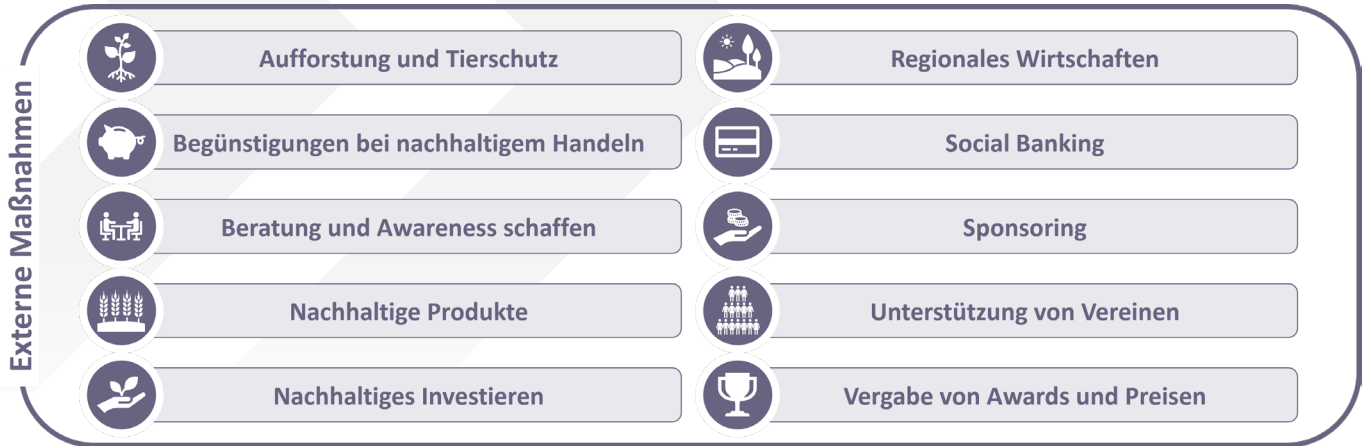 Externe Maßnahmen
Aufforstung und Tierschutz
Begünstigungen bei nachhaltigem Handeln
Beratung und Awareness schaffen
Nachhaltige Produkte
Nachhaltiges Investieren
Regionales Wirtschaften
Social Banking
Sponsoring
Unterstützung von Vereinen
Vergabe von Awards und Preisen